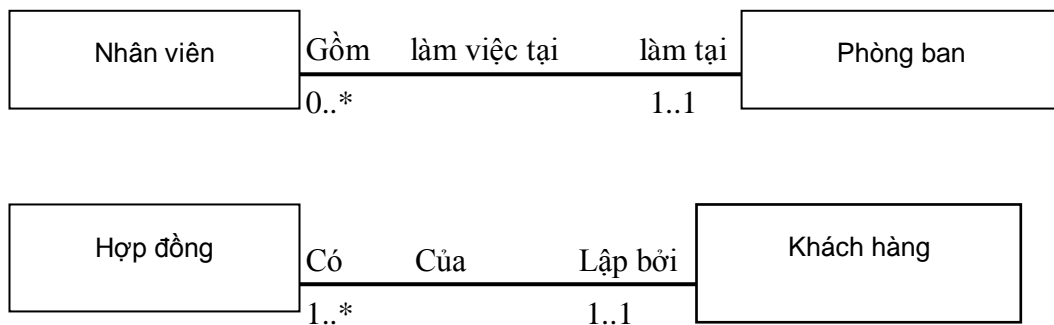 Nhân viên Gồm làm việc tại làm tại Phòng ban
0..* 1..1
Hợp đồng Có Của Lập bởi Khách hàng
1..* 1..1